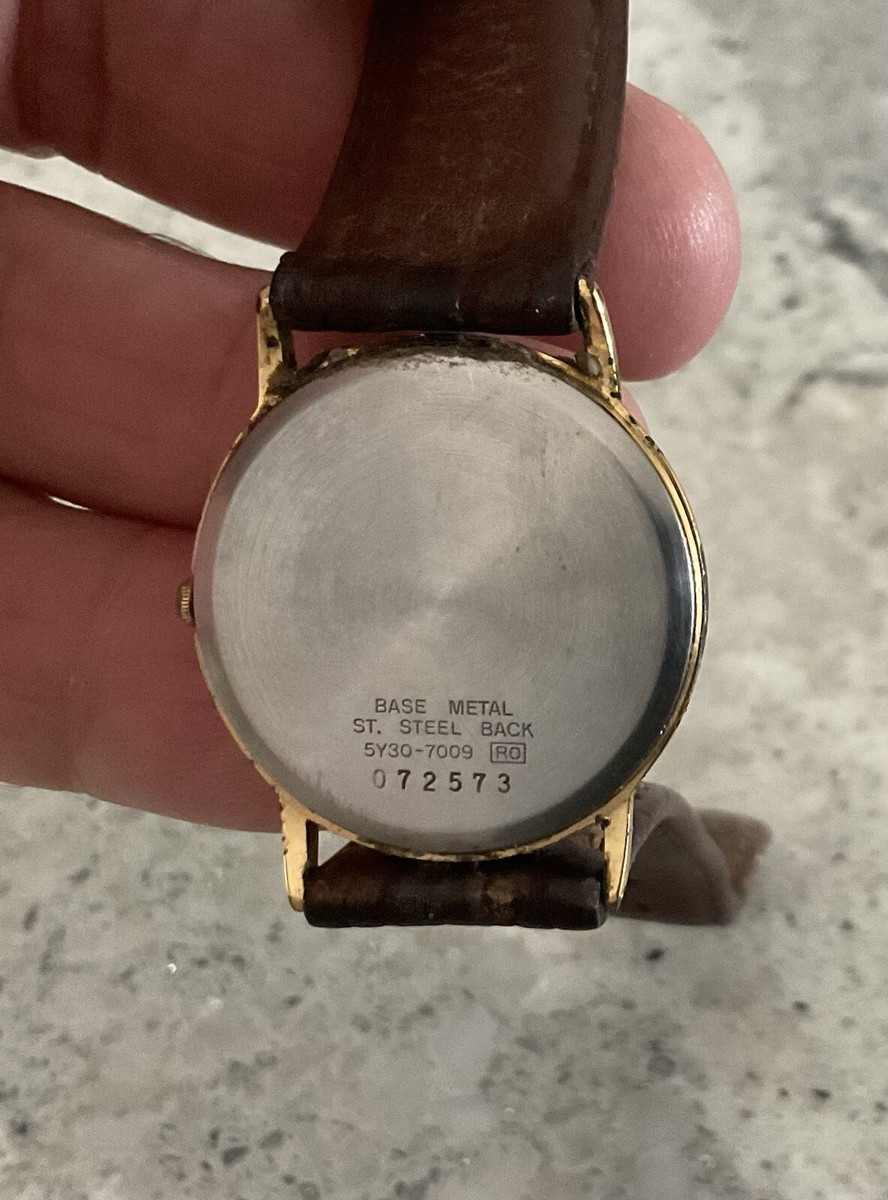 BASE METAL
ST. STEEL BACK
5Y30-7009 RO
072573